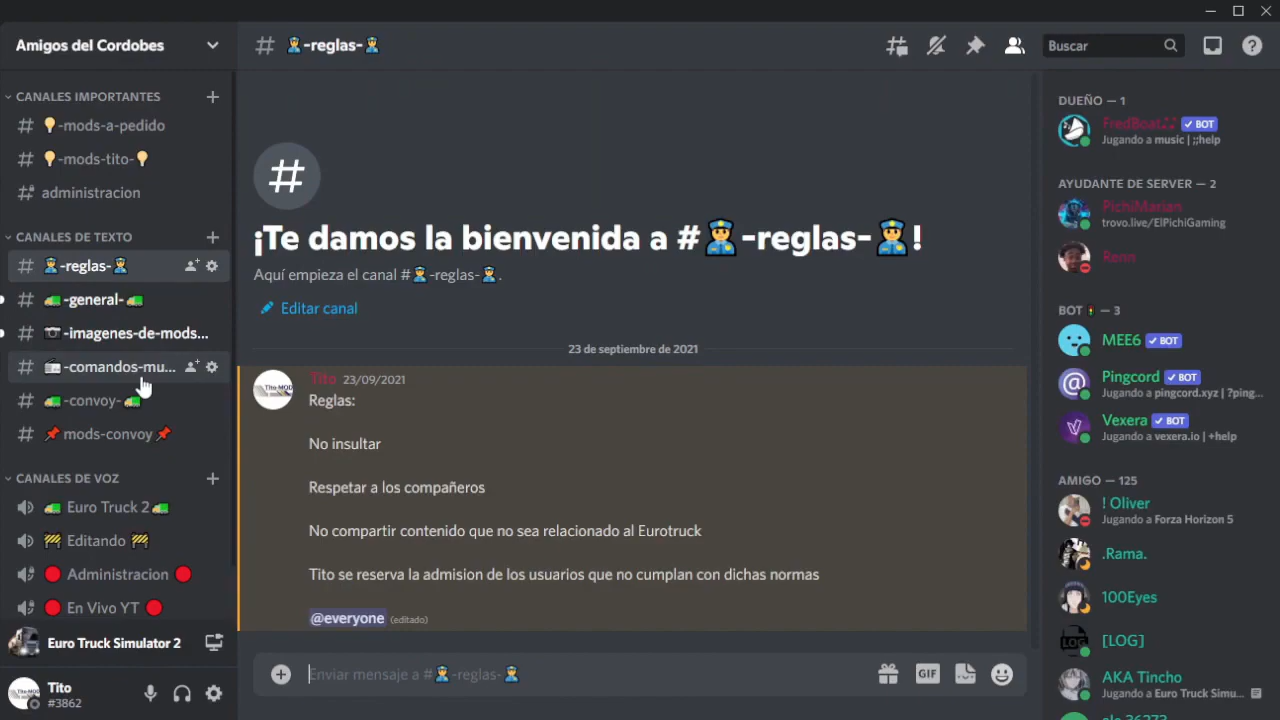 Amigos del Cordobes
CANALES IMPORTANTES
💡-mods-a-pedido
💡-mods-tito-💡
administracion
CANALES DE TEXTO
👮-reglas-👮
🚛-general-🚛
📷-imagenes-de-mods...
📻-comandos-mu...
🚛-convoy-🚛
📌mods-convoy📌
CANALES DE VOZ
🚛 Euro Truck 2🚛
🚧 Editando 🚧
🔴 Administracion 🔴
🔴 En Vivo YT 🔴
Euro Truck Simulator 2
Tito
#3862
👮-reglas-👮
Buscar
¡Te damos la bienvenida a #👮-reglas-👮!
Aquí empieza el canal #👮-reglas-👮.
Editar canal
23 de septiembre de 2021
Tito 23/09/2021
Reglas:
No insultar
Respetar a los compañeros
No compartir contenido que no sea relacionado al Eurotruck
Tito se reserva la admision de los usuarios que no cumplan con dichas normas
@everyone (editado)
Enviar mensaje a #👮-reglas-👮
GIF
DUEÑO — 1
FredBoat ✓ BOT
Jugando a music | ;;help
AYUDANTE DE SERVER — 2
PichiMarian
trovo.live/ElPichiGaming
Renn
BOT🚦 — 3
MEE6 ✓ BOT
Pingcord ✓ BOT
Jugando a pingcord.xyz | ?ping...
Vexera ✓ BOT
Jugando a vexera.io | +help
AMIGO — 125
! Oliver
Jugando a Forza Horizon 5
.Rama.
100Eyes
[LOG]
AKA Tincho
Jugando a Euro Truck Simu...